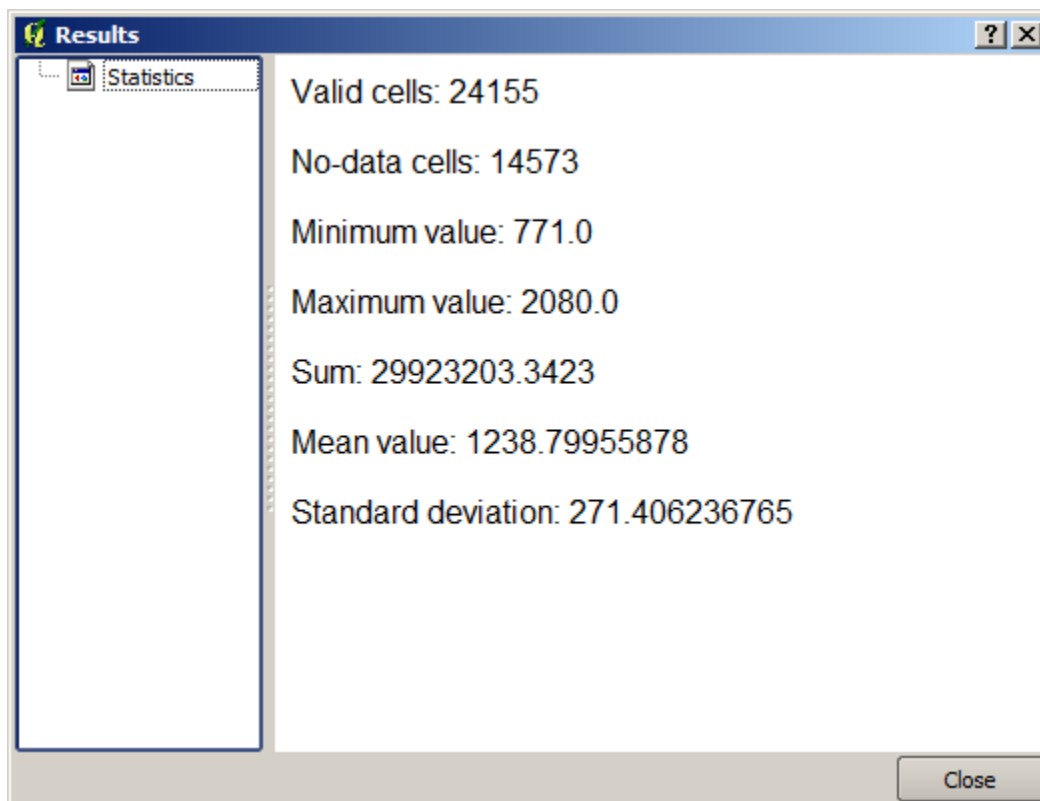 Results
Statistics
Valid cells: 24155
No-data cells: 14573
Minimum value: 771.0
Maximum value: 2080.0
Sum: 29923203.3423
Mean value: 1238.79955878
Standard deviation: 271.406236765
Close